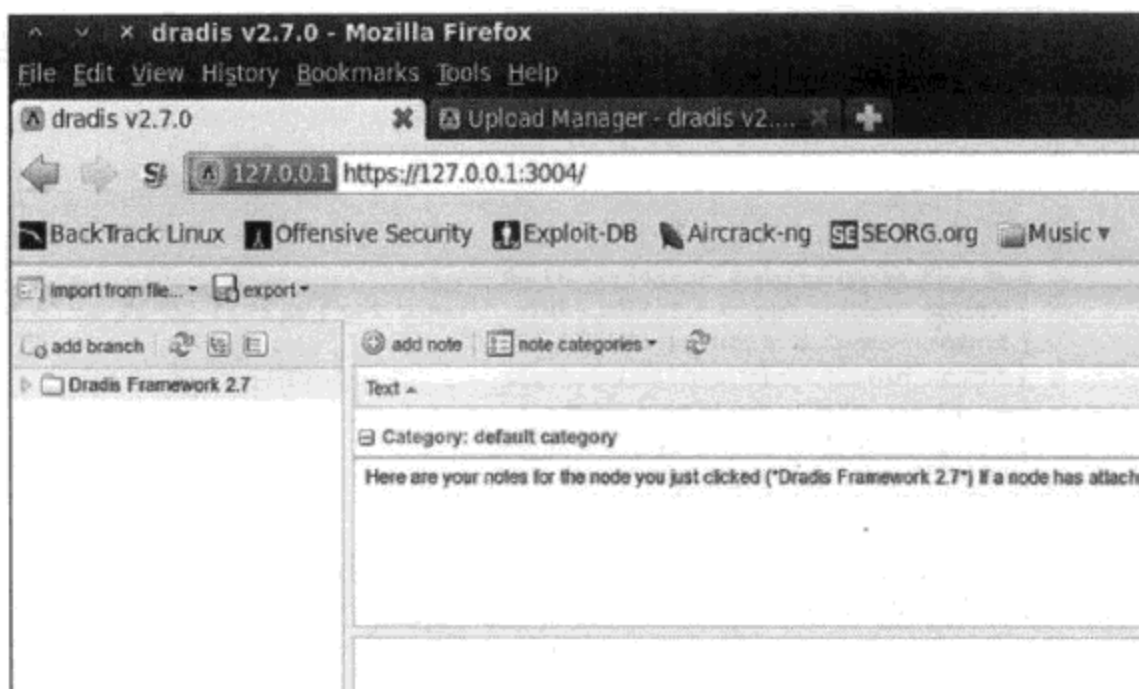 dradis v2.7.0 - Mozilla Firefox
File Edit View History Bookmarks Tools Help
dradis v2.7.0 Upload Manager - dradis v2....
127.0.0.1 https://127.0.0.1:3004/
BackTrack Linux Offensive Security Exploit-DB Aircrack-ng SE SEORG.org Music
import from file... export
add branch add note note categories
Dradis Framework 2.7 Text
Category: default category
Here are your notes for the node you just clicked ("Dradis Framework 2.7") If a node has attach